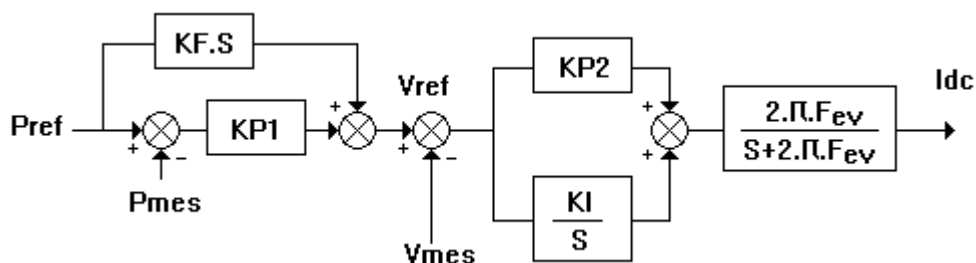 KF.S
Pref
+
-
Pmes
KP1
+
+
Vref
+
-
Vmes
KP2
KI
S
+
+
2.Π.Fev
S+2.Π.Fev
Idc